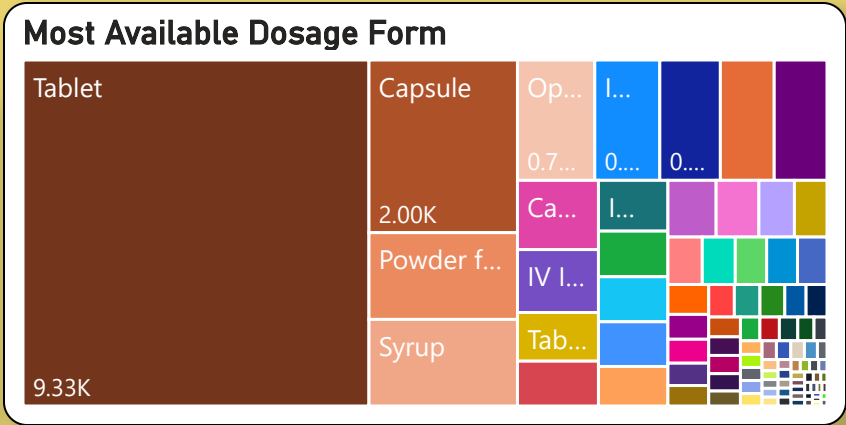 Most Available Dosage Form
Tablet
9.33K
Capsule
2.00K
Powder f...
Syrup
Op...
0.7...
I...
0....
0....
Ca...
IV I...
Tab...
I...